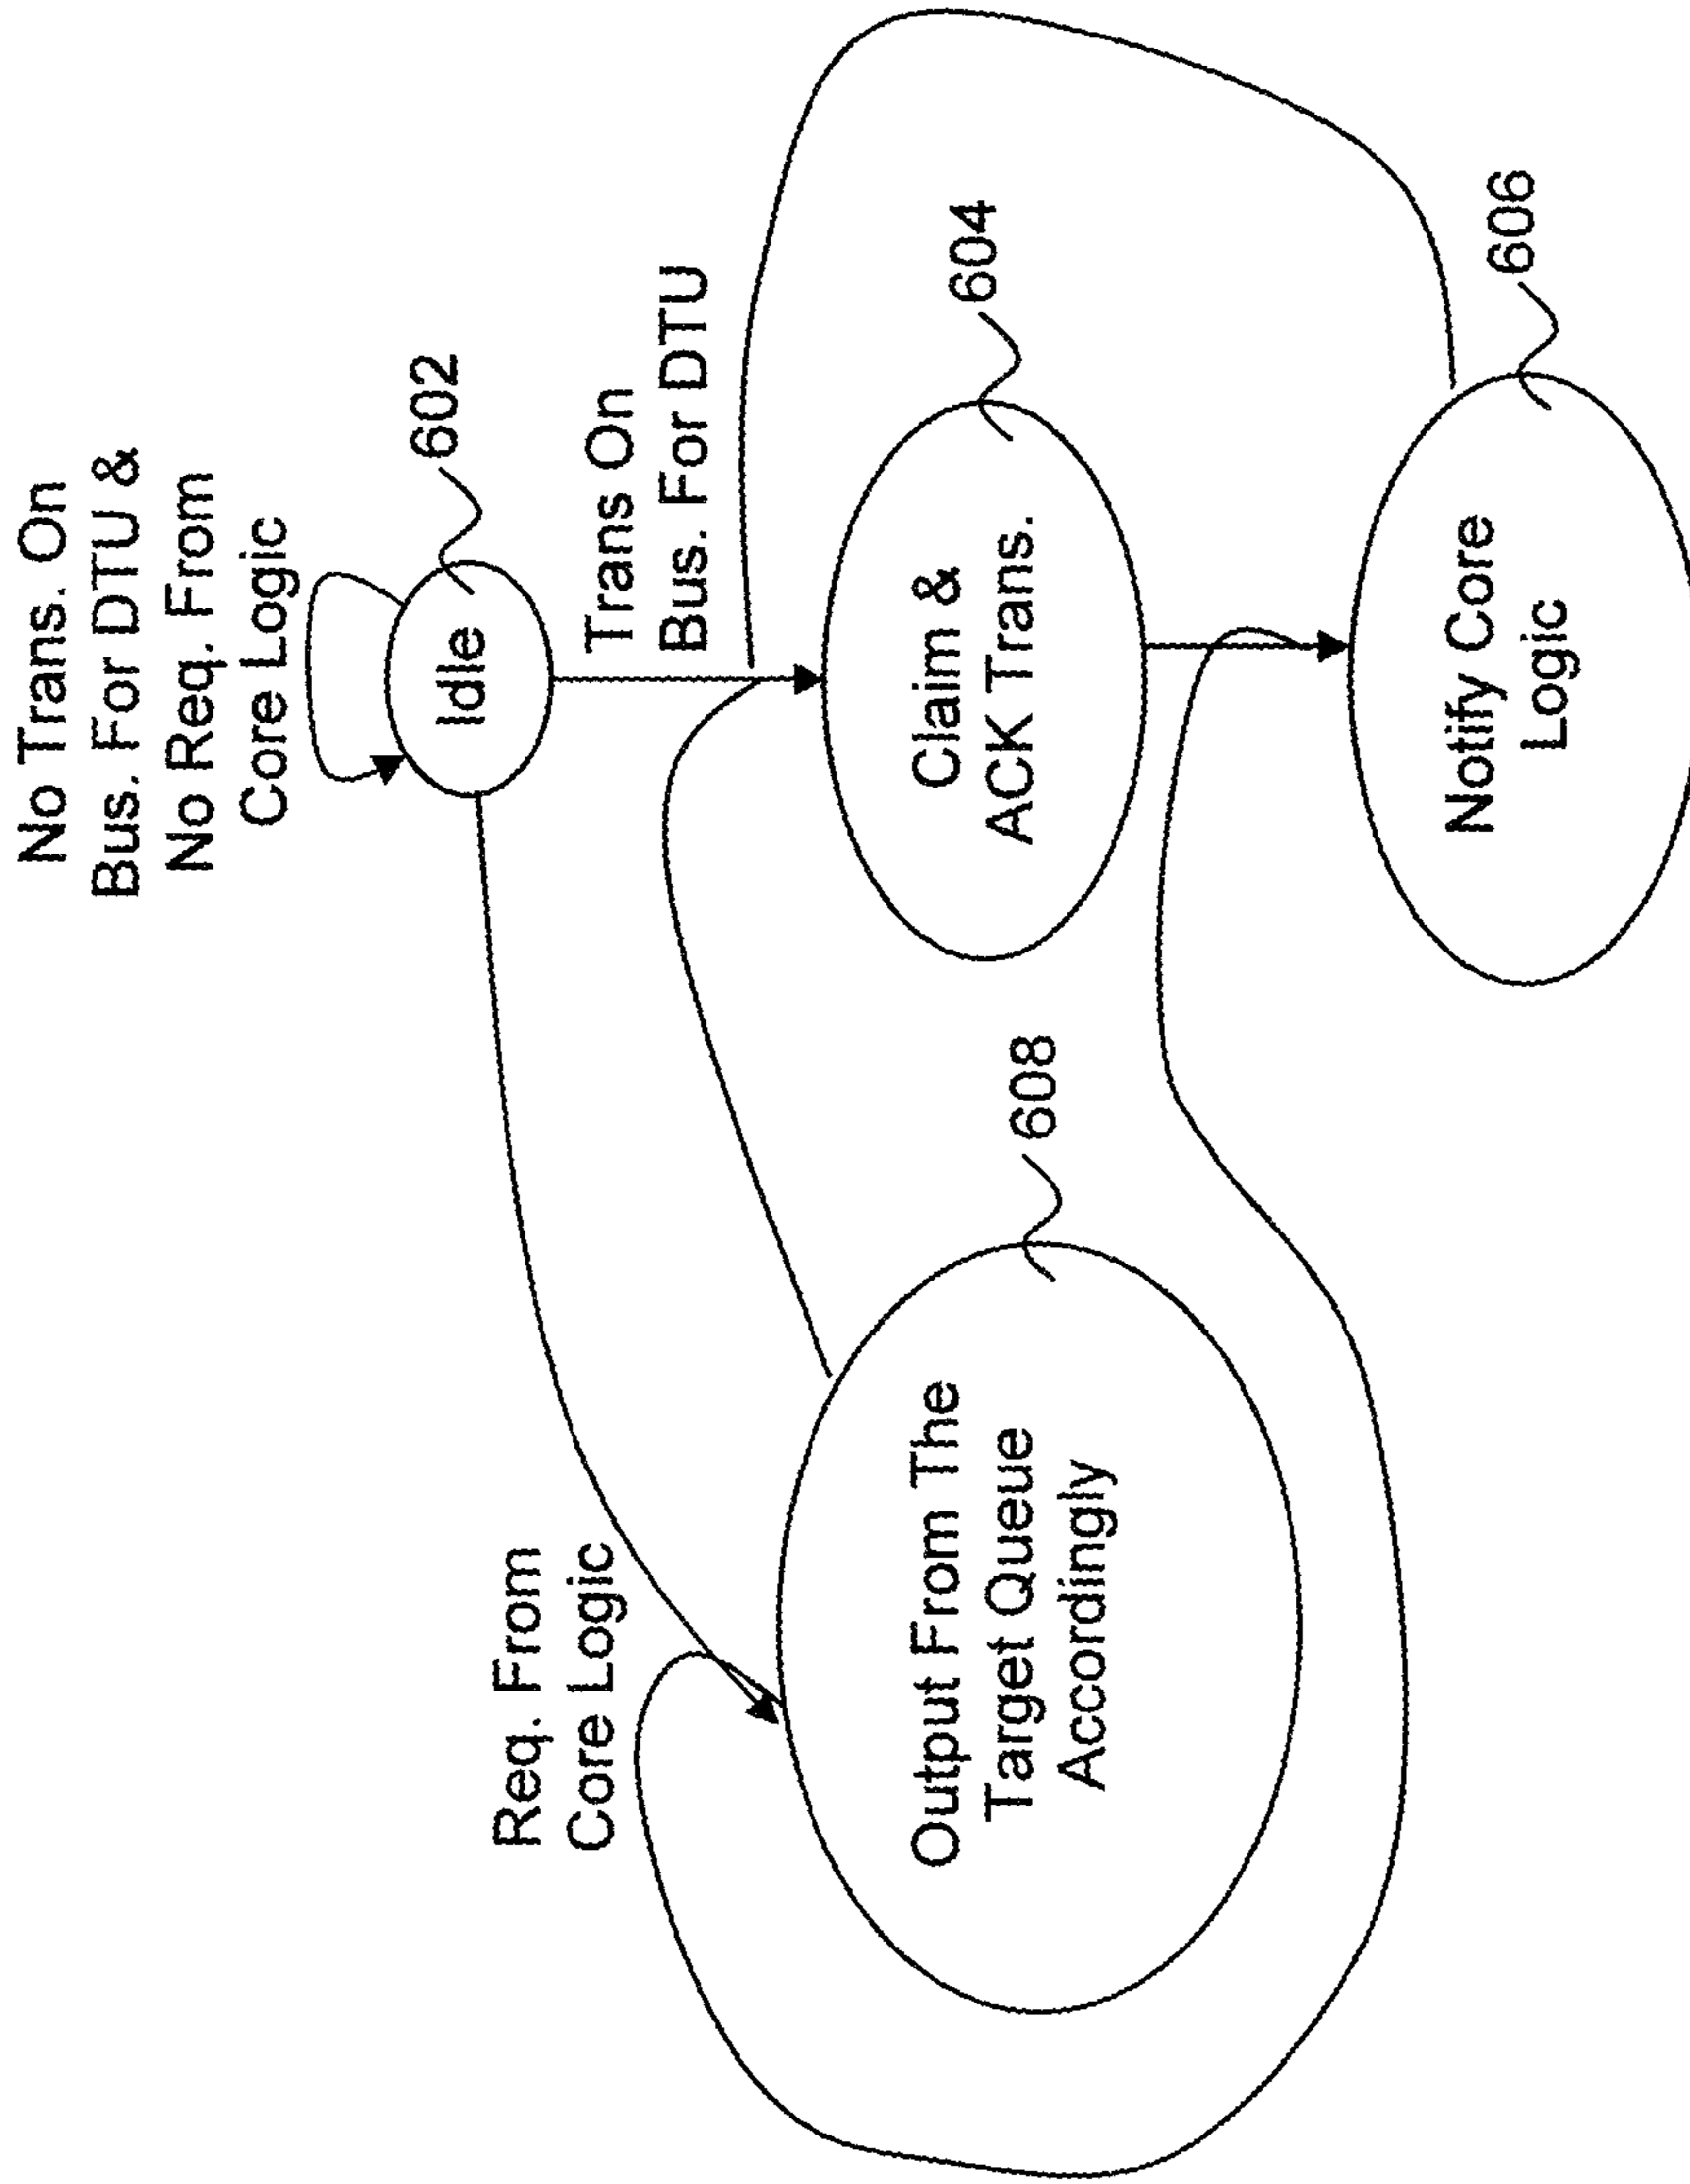 No Trans. On
Bus. For DTU &
No Req. From
Core Logic
602
Idle
Trans On
Bus. For DTU
Req. From
Core Logic
604
Claim &
ACK Trans.
608
Output From The
Target Queue
Accordingly
606
Notify Core
Logic